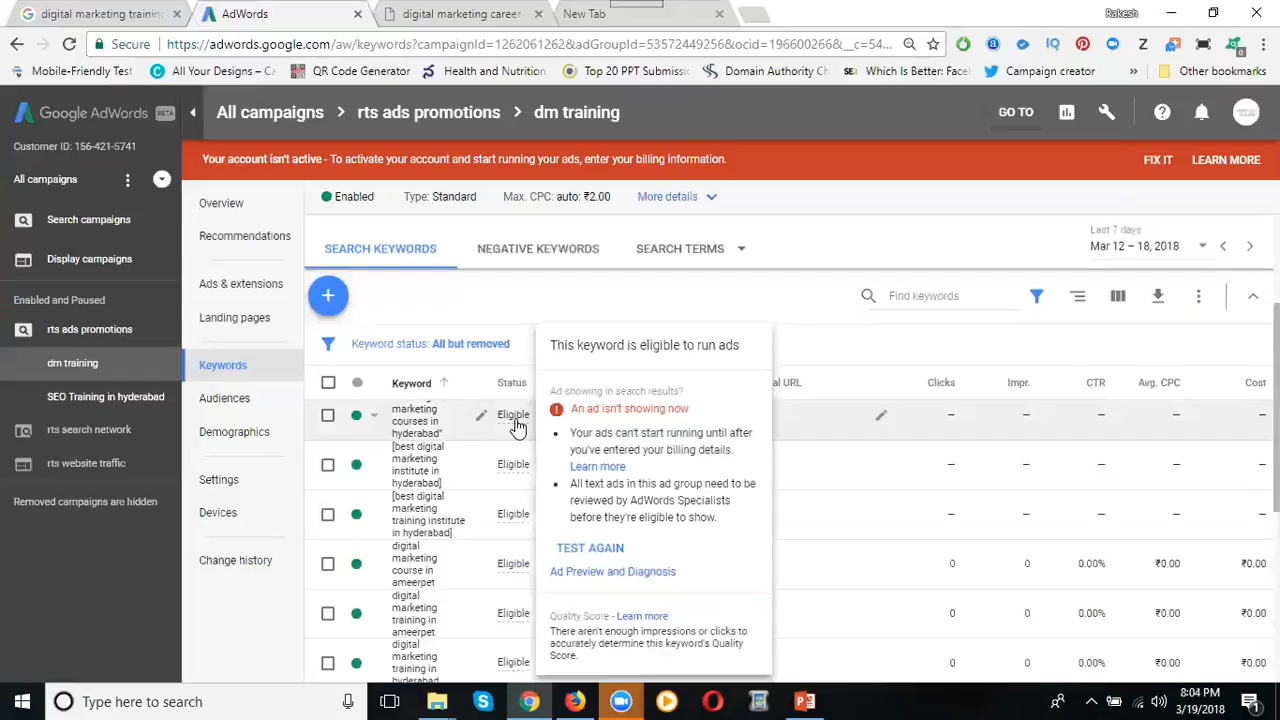 digital marketing training
AdWords
digital marketing career
New Tab
Rakesh
Secure
https://adwords.google.com/aw/keywords?campaignId=1262061262&adGroupId=53572449256&ocid=196600266&__c=54...
Mobile-Friendly Test
All Your Designs – Ca
QR Code Generator
Health and Nutrition
Top 20 PPT Submissio
Domain Authority Ch
Which Is Better: Facel
Campaign creator
Other bookmarks
Google AdWords BETA
All campaigns > rts ads promotions > dm training
GO TO
Customer ID: 166-421-5741
All campaigns
Your account isn't active - To activate your account and start running your ads, enter your billing information.
FIX IT
LEARN MORE
Search campaigns
Display campaigns
Enabled and Paused
rts ads promotions
dm training
SEO Training in hyderabad
rts search network
rts website traffic
Removed campaigns are hidden
Overview
Recommendations
Ads & extensions
Landing pages
Keywords
Audiences
Demographics
Settings
Devices
Change history
Enabled
Type: Standard
Max. CPC: auto: ₹2.00
More details
SEARCH KEYWORDS
NEGATIVE KEYWORDS
SEARCH TERMS
Last 7 days
Mar 12 – 18, 2018
Find keywords
Keyword status: All but removed
Keyword
Status
al URL
Clicks
Impr.
CTR
Avg. CPC
Cost
marketing
courses in
hyderabad"
Eligible
– – – – –
[best digital
marketing
institute in
hyderabad]
Eligible
– – – – –
[best digital
marketing
training institute
in hyderabad]
Eligible
– – – – –
digital
marketing
course in
ameerpet
Eligible
0 0 0.00% ₹0.00 ₹0.00
digital
marketing
training in
ameerpet
Eligible
0 0 0.00% ₹0.00 ₹0.00
digital
marketing
training in
hyderabad
Eligible
0 0 0.00% ₹0.00 ₹0.00
This keyword is eligible to run ads
Ad showing in search results?
An ad isn't showing now
• Your ads can't start running until after
you've entered your billing details.
Learn more
• All text ads in this ad group need to be
reviewed by AdWords Specialists
before they're eligible to show.
TEST AGAIN
Ad Preview and Diagnosis
Quality Score - Learn more
There aren't enough impressions or clicks to
accurately determine this keyword's Quality
Score.
Type here to search
8:04 PM
3/19/2018